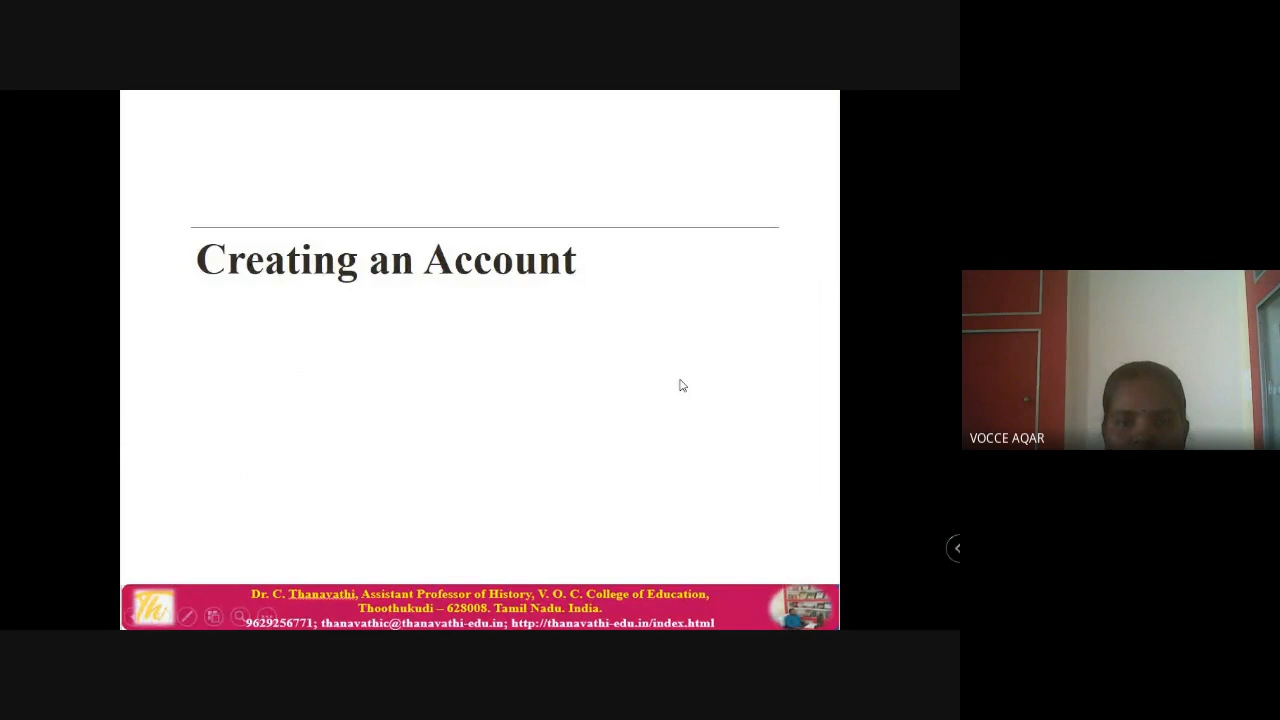 Creating an Account
VOCCE AQAR
Th
Dr. C. Thanavathi, Assistant Professor of History, V. O. C. College of Education,
Thoothukudi – 628008. Tamil Nadu. India.
9629256771; thanavathic@thanavathi-edu.in; http://thanavathi-edu.in/index.html